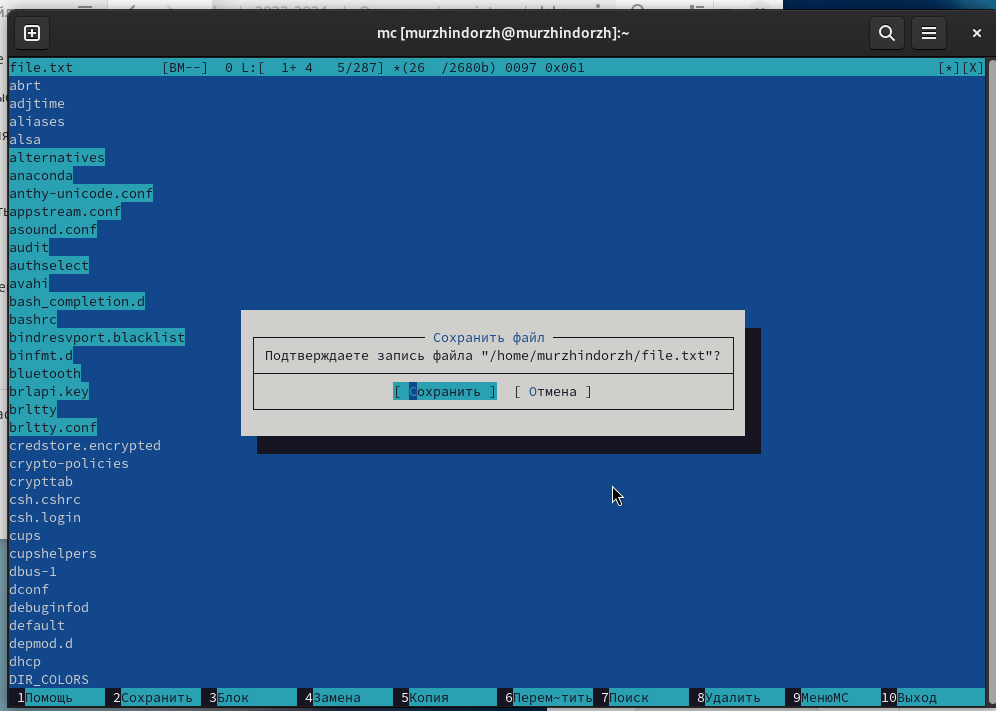 mc [murzhindorzh@murzhindorzh]:~
file.txt [BM--] 0 L:[ 1+ 4 5/287] *(26 /2680b) 0097 0x061 [*][X]
abrt
adjtime
aliases
alsa
alternatives
anaconda
anthy-unicode.conf
appstream.conf
asound.conf
audit
authselect
avahi
bash_completion.d
bashrc
bindresvport.blacklist
Сохранить файл
binfmt.d
Подтверждаете запись файла "/home/murzhindorzh/file.txt"?
bluetooth
brlapi.key
[ Сохранить ] [ Отмена ]
brltty
brltty.conf
credstore.encrypted
crypto-policies
crypttab
csh.cshrc
csh.login
cups
cupshelpers
dbus-1
dconf
debuginfod
default
depmod.d
dhcp
DIR_COLORS
1Помощь 2Сохранить 3Блок 4Замена 5Копия 6Перем~тить 7Поиск 8Удалить 9МенюМС 10Выход